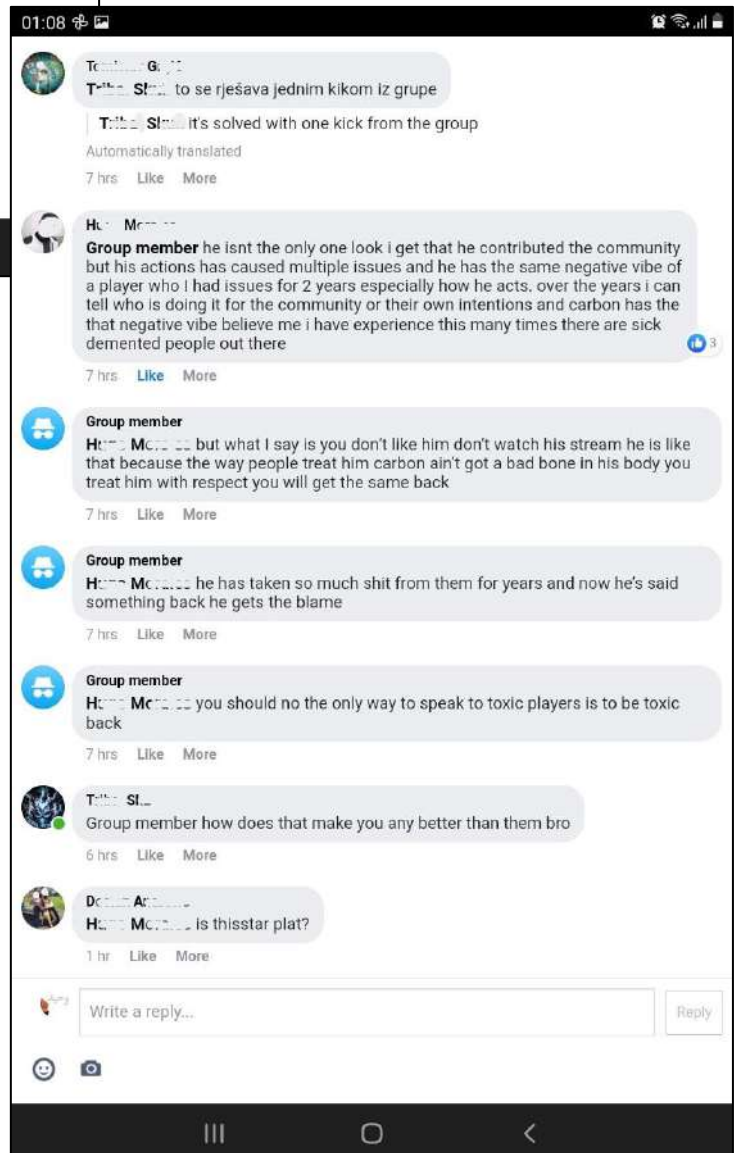 01:08
to se rješava jednim kikom iz grupe
it's solved with one kick from the group
Automatically translated
7 hrs Like More
Group member he isnt the only one look i get that he contributed the community
but his actions has caused multiple issues and he has the same negative vibe of
a player who I had issues for 2 years especially how he acts. over the years i can
tell who is doing it for the community or their own intentions and carbon has the
that negative vibe believe me i have experience this many times there are sick
demented people out there
3
7 hrs Like More
Group member
but what I say is you don't like him don't watch his stream he is like
that because the way people treat him carbon ain't got a bad bone in his body you
treat him with respect you will get the same back
7 hrs Like More
Group member
he has taken so much shit from them for years and now he's said
something back he gets the blame
7 hrs Like More
Group member
you should no the only way to speak to toxic players is to be toxic
back
7 hrs Like More
Group member how does that make you any better than them bro
6 hrs Like More
is thisstar plat?
1 hr Like More
Write a reply...
Reply